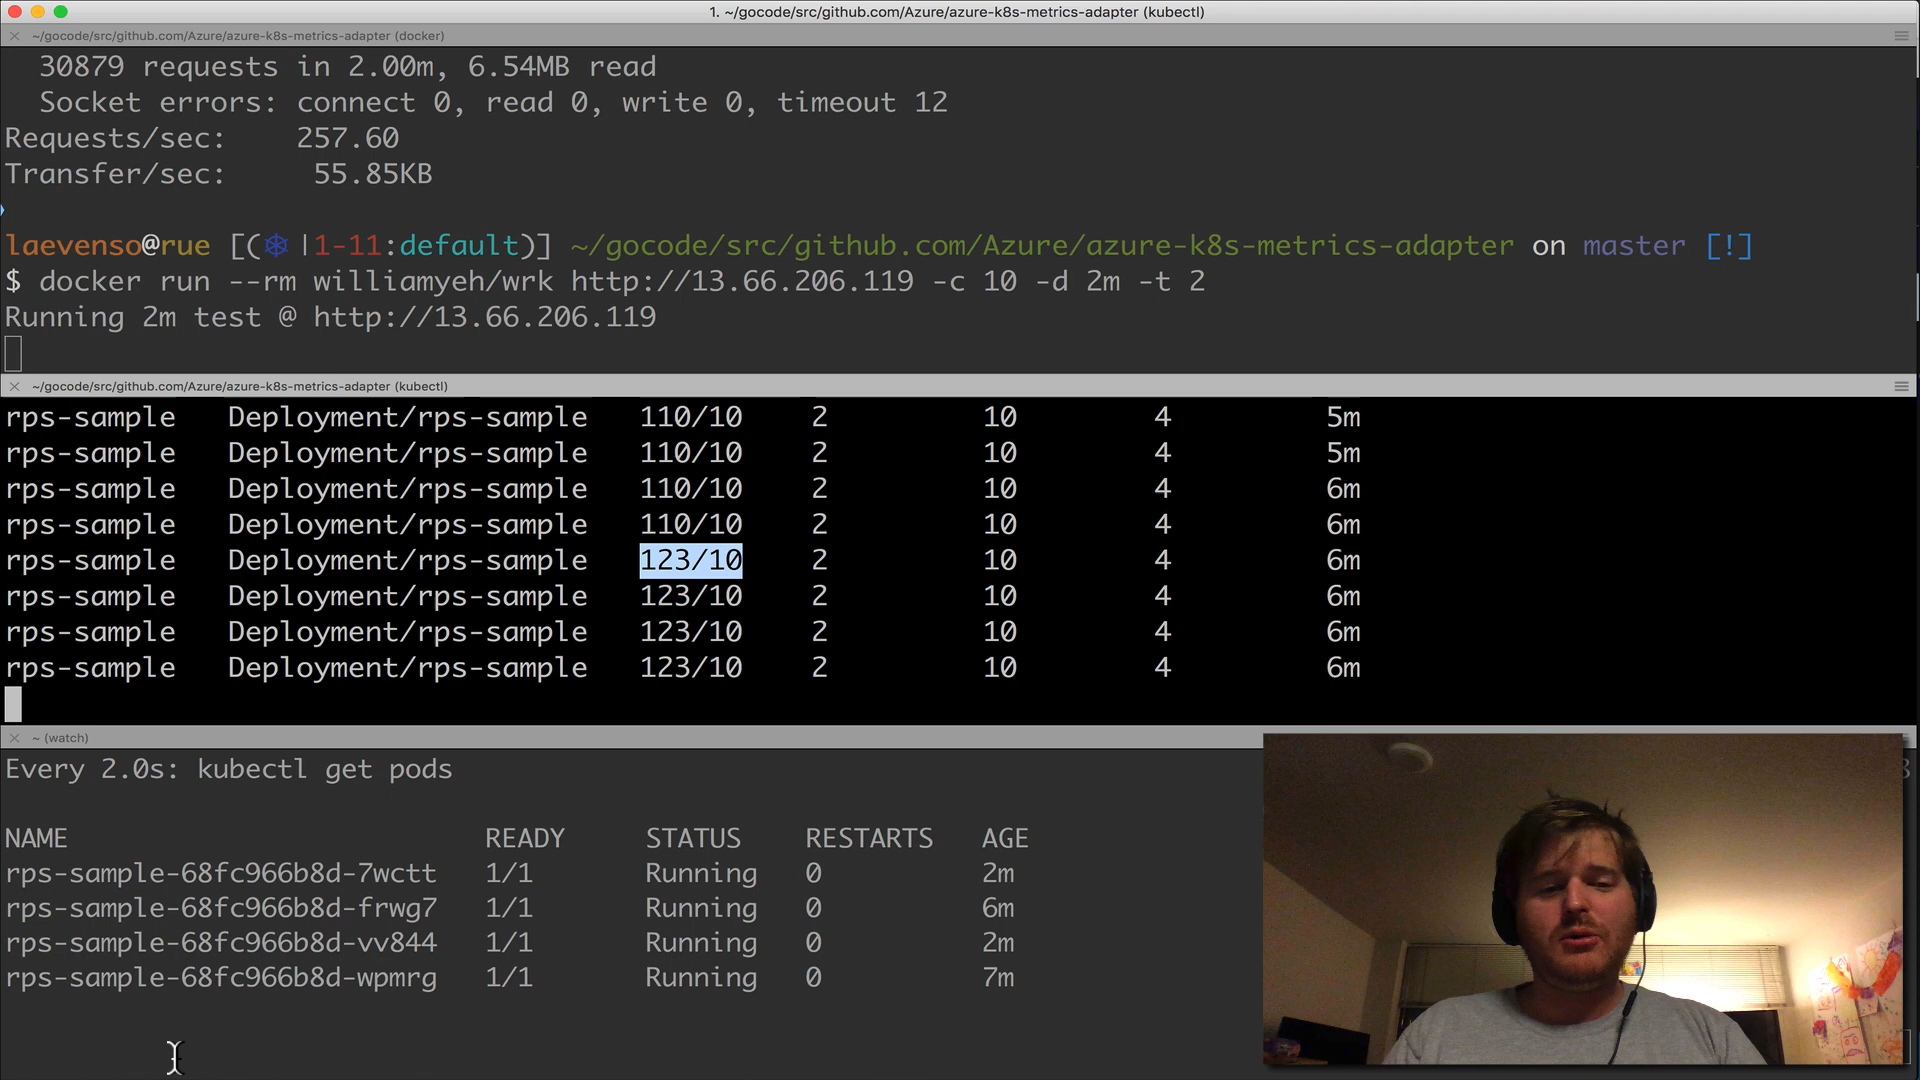 1. ~/gocode/src/github.com/Azure/azure-k8s-metrics-adapter (kubectl)
~/gocode/src/github.com/Azure/azure-k8s-metrics-adapter (docker)
30879 requests in 2.00m, 6.54MB read
Socket errors: connect 0, read 0, write 0, timeout 12
Requests/sec: 257.60
Transfer/sec: 55.85KB
laevenso@rue [(⎈ |1-11:default)] ~/gocode/src/github.com/Azure/azure-k8s-metrics-adapter on master [!]
$ docker run --rm williamyeh/wrk http://13.66.206.119 -c 10 -d 2m -t 2
Running 2m test @ http://13.66.206.119
~/gocode/src/github.com/Azure/azure-k8s-metrics-adapter (kubectl)
rps-sample Deployment/rps-sample 110/10 2 10 4 5m
rps-sample Deployment/rps-sample 110/10 2 10 4 5m
rps-sample Deployment/rps-sample 110/10 2 10 4 6m
rps-sample Deployment/rps-sample 110/10 2 10 4 6m
rps-sample Deployment/rps-sample 123/10 2 10 4 6m
rps-sample Deployment/rps-sample 123/10 2 10 4 6m
rps-sample Deployment/rps-sample 123/10 2 10 4 6m
rps-sample Deployment/rps-sample 123/10 2 10 4 6m
~ (watch)
Every 2.0s: kubectl get pods
NAME READY STATUS RESTARTS AGE
rps-sample-68fc966b8d-7wctt 1/1 Running 0 2m
rps-sample-68fc966b8d-frwg7 1/1 Running 0 6m
rps-sample-68fc966b8d-vv844 1/1 Running 0 2m
rps-sample-68fc966b8d-wpmrg 1/1 Running 0 7m